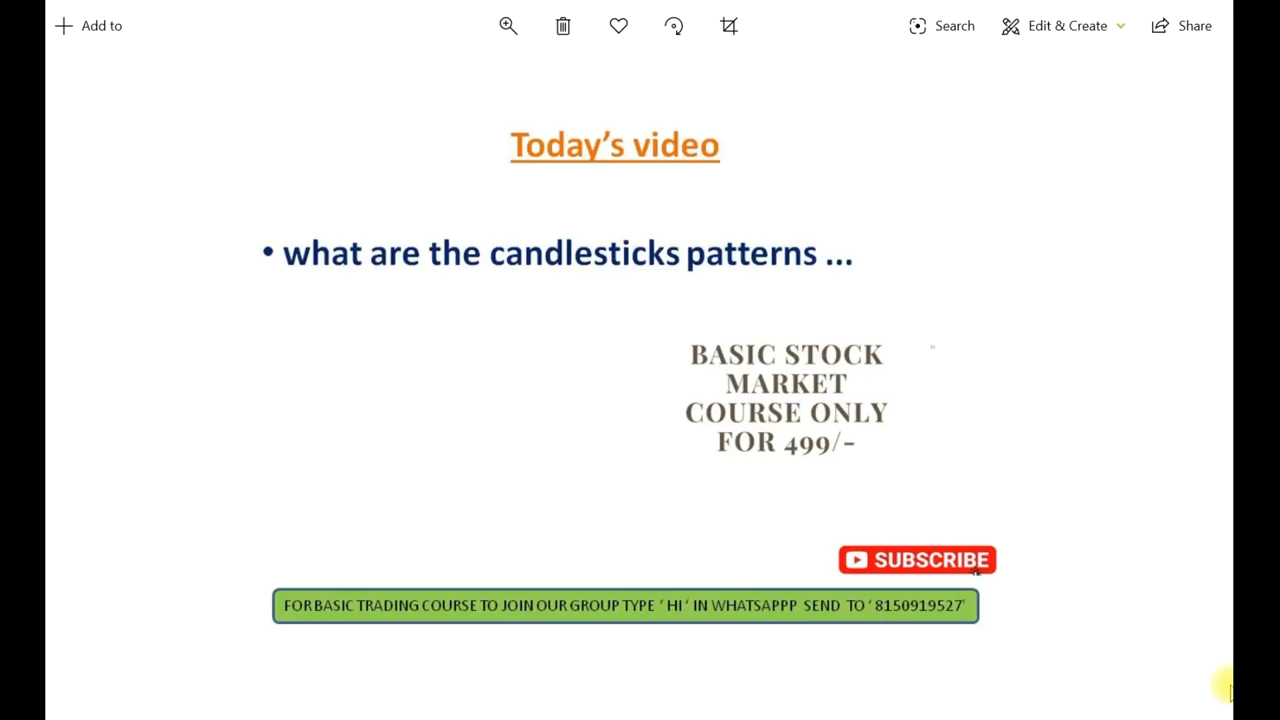 Add to
Search
Edit & Create
Share
Today's video
• what are the candlesticks patterns ...
BASIC STOCK
MARKET
COURSE ONLY
FOR 499/-
"
SUBSCRIBE
FOR BASIC TRADING COURSE TO JOIN OUR GROUP TYPE ‘ HI ‘ IN WHATSAPPP SEND TO ‘ 8150919527’